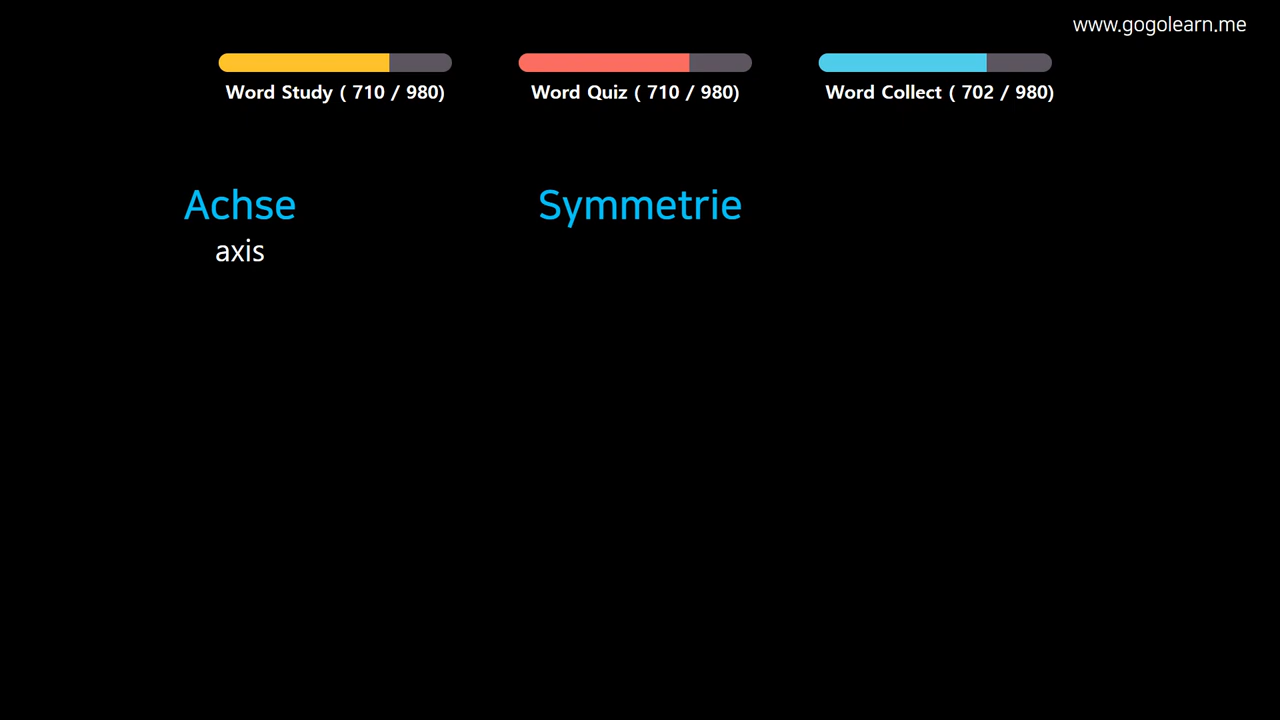 www.gogolearn.me
Word Study ( 710 / 980)
Word Quiz ( 710 / 980)
Word Collect ( 702 / 980)
Achse
axis
Symmetrie